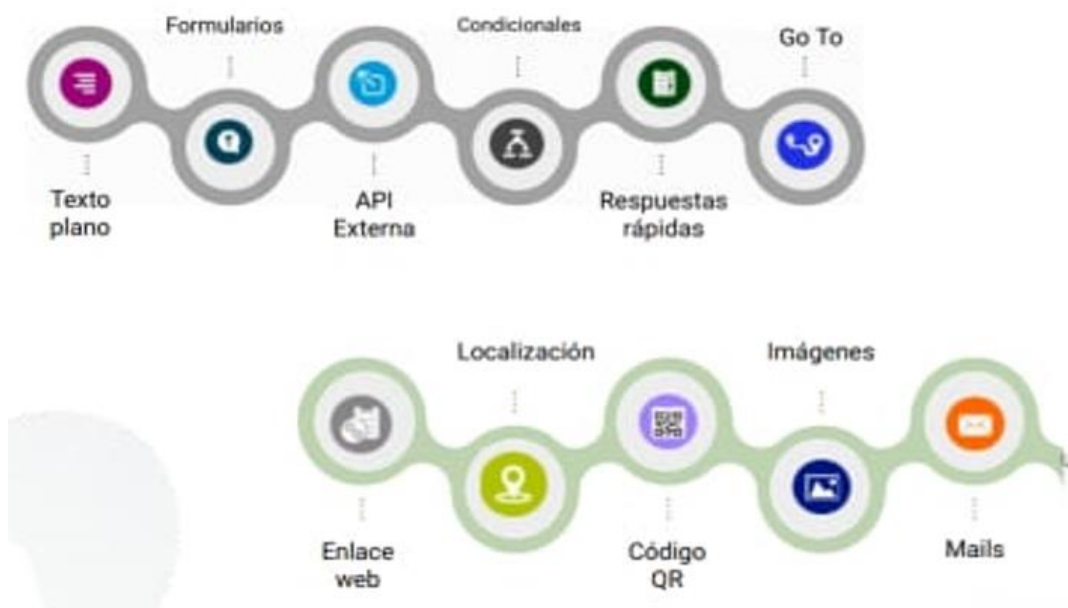 Formularios
Condicionales
Go To
Texto
plano
API
Externa
Respuestas
rápidas
Localización
Imágenes
Enlace
web
Código
QR
Mails